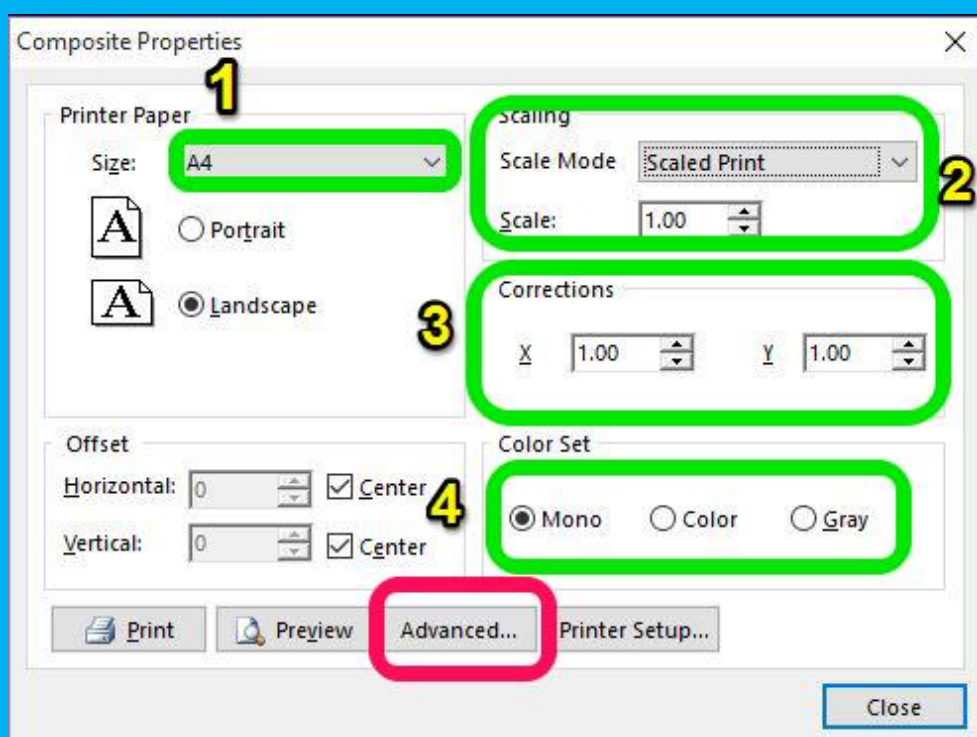 Composite Properties
1
Printer Paper
Size:
A4
A
Portrait
A
Landscape
Scaling
Scale Mode
Scaled Print
2
Scale:
1.00
3
Corrections
X
1.00
Y
1.00
Offset
Horizontal:
0
Center
Vertical:
0
Center
4
Color Set
Mono
Color
Gray
Print
Preview
Advanced...
Printer Setup...
Close